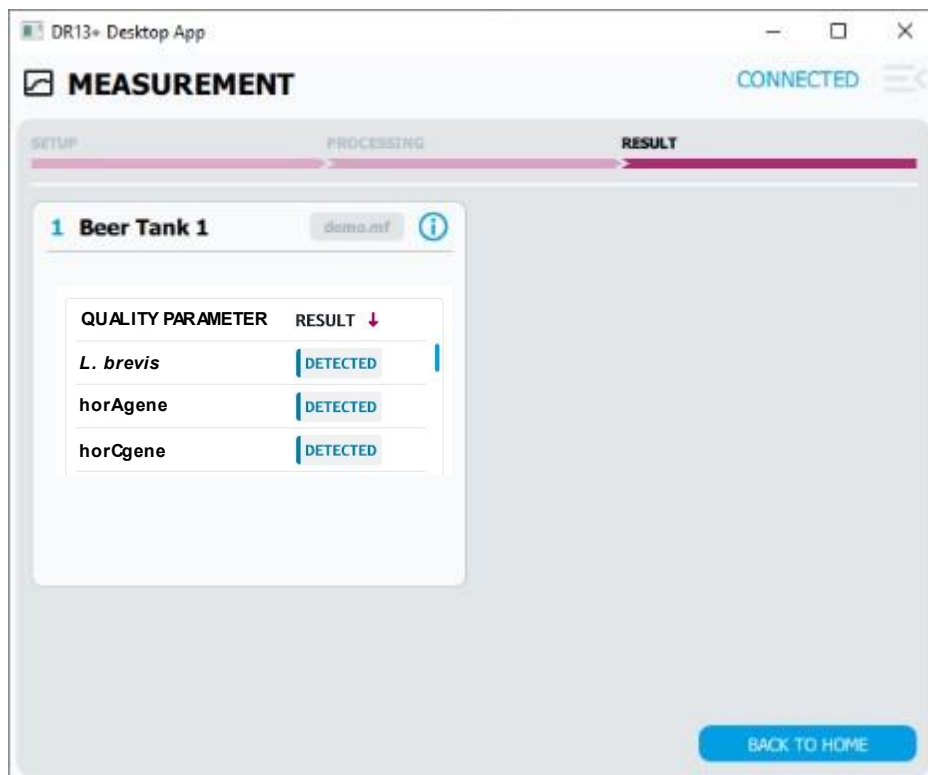 DR13+ Desktop App
MEASUREMENT CONNECTED
SETUP PROCESSING RESULT
1 Beer Tank 1 demo.mf
QUALITY PARAMETER RESULT ↓
L. brevis DETECTED
horAgene DETECTED
horCgene DETECTED
BACK TO HOME